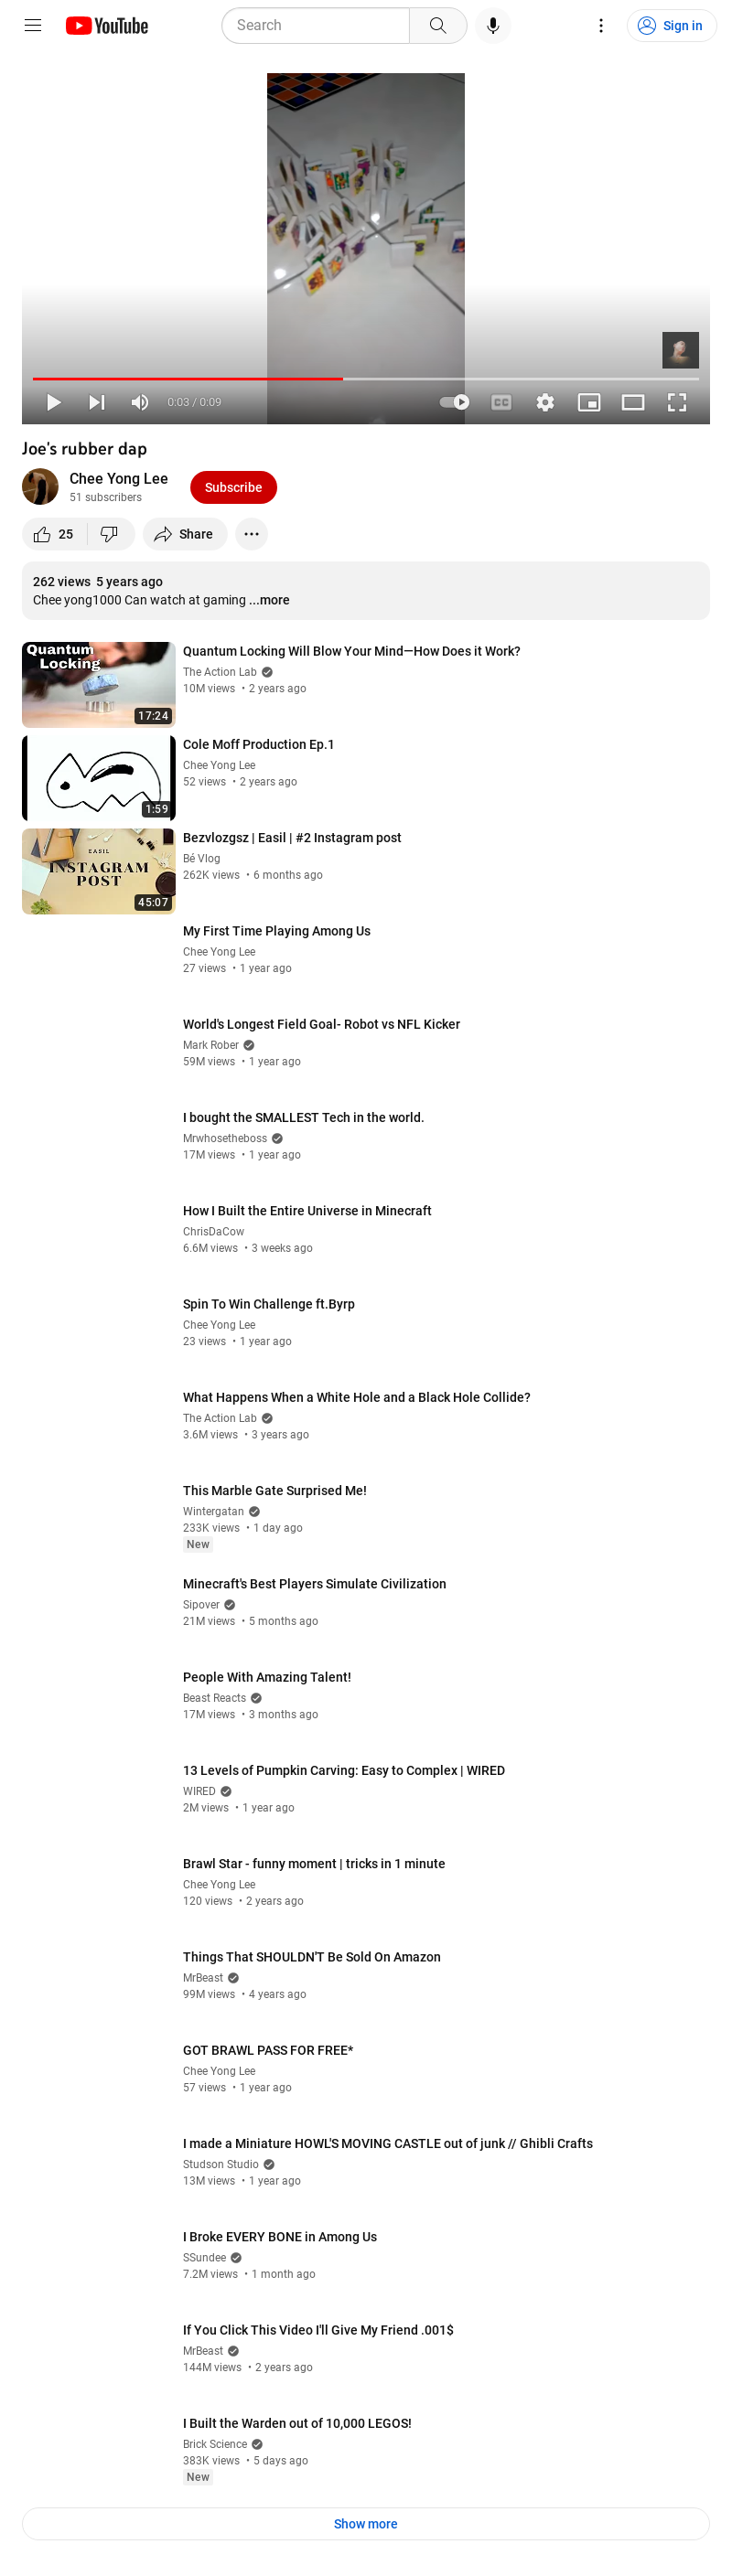 YouTube
Search
Sign in
0:03 / 0:09
CC
Joe's rubber dap
Chee Yong Lee
51 subscribers
Subscribe
25
Share
262 views 5 years ago
Chee yong1000 Can watch at gaming ...more
Quantum
Locking
17:24
Quantum Locking Will Blow Your Mind—How Does it Work?
The Action Lab
10M views • 2 years ago
1:59
Cole Moff Production Ep.1
Chee Yong Lee
52 views • 2 years ago
EASIL
INSTAGRAM
POST
45:07
Bezvlozgsz | Easil | #2 Instagram post
Bé Vlog
262K views • 6 months ago
My First Time Playing Among Us
Chee Yong Lee
27 views • 1 year ago
World's Longest Field Goal- Robot vs NFL Kicker
Mark Rober
59M views • 1 year ago
I bought the SMALLEST Tech in the world.
Mrwhosetheboss
17M views • 1 year ago
How I Built the Entire Universe in Minecraft
ChrisDaCow
6.6M views • 3 weeks ago
Spin To Win Challenge ft.Byrp
Chee Yong Lee
23 views • 1 year ago
What Happens When a White Hole and a Black Hole Collide?
The Action Lab
3.6M views • 3 years ago
This Marble Gate Surprised Me!
Wintergatan
233K views • 1 day ago
New
Minecraft's Best Players Simulate Civilization
Sipover
21M views • 5 months ago
People With Amazing Talent!
Beast Reacts
17M views • 3 months ago
13 Levels of Pumpkin Carving: Easy to Complex | WIRED
WIRED
2M views • 1 year ago
Brawl Star - funny moment | tricks in 1 minute
Chee Yong Lee
120 views • 2 years ago
Things That SHOULDN'T Be Sold On Amazon
MrBeast
99M views • 4 years ago
GOT BRAWL PASS FOR FREE*
Chee Yong Lee
57 views • 1 year ago
I made a Miniature HOWL'S MOVING CASTLE out of junk // Ghibli Crafts
Studson Studio
13M views • 1 year ago
I Broke EVERY BONE in Among Us
SSundee
7.2M views • 1 month ago
If You Click This Video I'll Give My Friend .001$
MrBeast
144M views • 2 years ago
I Built the Warden out of 10,000 LEGOS!
Brick Science
383K views • 5 days ago
New
Show more